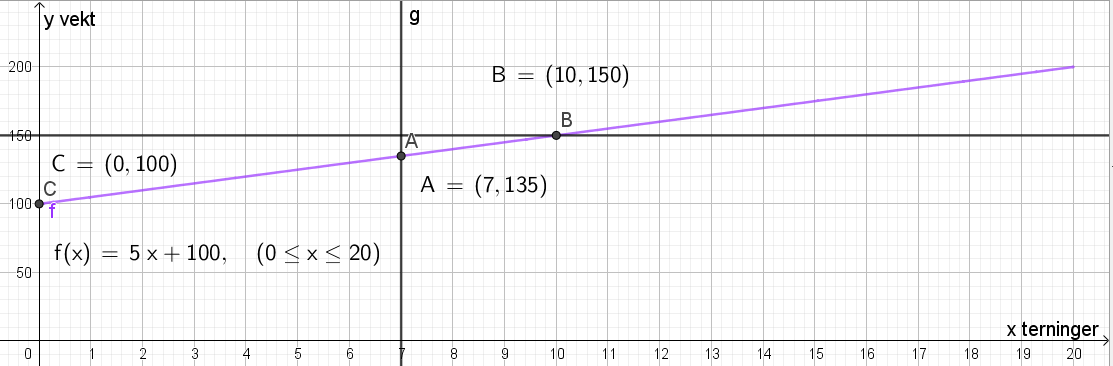 y vekt
g
200
B = (10, 150)
B
150
A
C = (0, 100)
C
A = (7, 135)
100
f
f(x) = 5 x + 100, (0 ≤ x ≤ 20)
50
x terninger
0 1 2 3 4 5 6 7 8 9 10 11 12 13 14 15 16 17 18 19 20